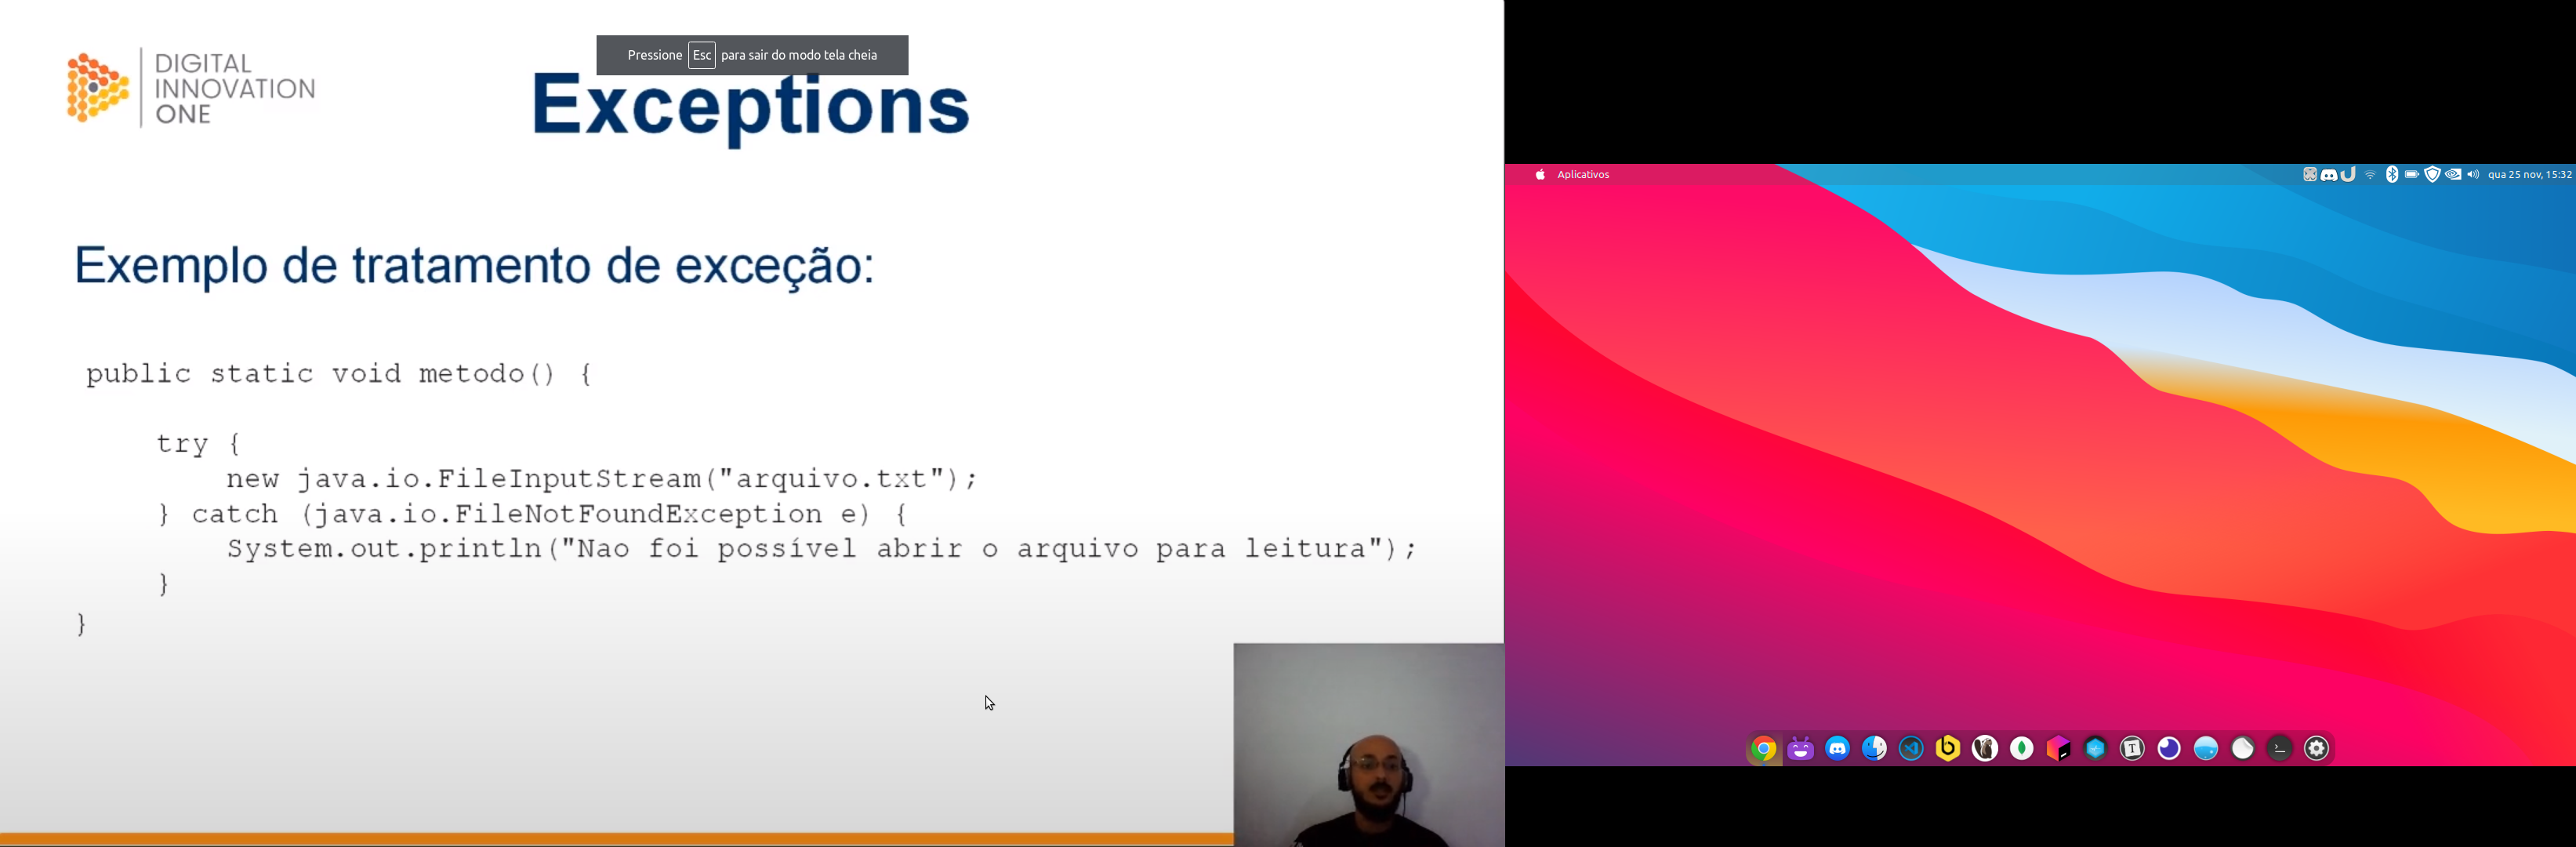 DIGITAL
INNOVATION
ONE
Pressione Esc para sair do modo tela cheia
Exceptions
Exemplo de tratamento de exceção:
public static void metodo() {
try {
new java.io.FileInputStream("arquivo.txt");
} catch (java.io.FileNotFoundException e) {
System.out.println("Nao foi possível abrir o arquivo para leitura");
}
}
Aplicativos
qua 25 nov, 15:32